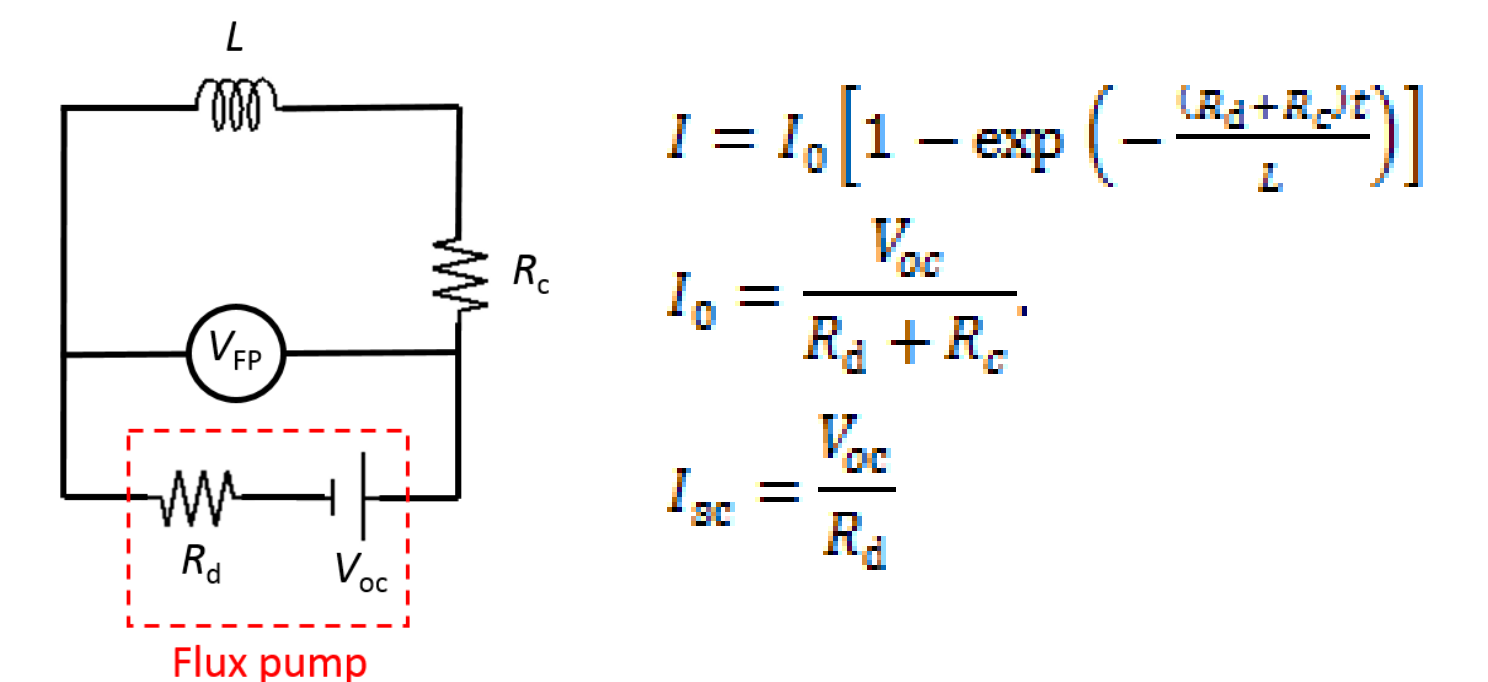 L
R_c
V_FP
R_d
V_oc
Flux pump
I = I_0 [1 − exp (− (R_d+R_c)t / L)]
I_0 = V_oc / R_d + R_c .
I_sc = V_oc / R_d